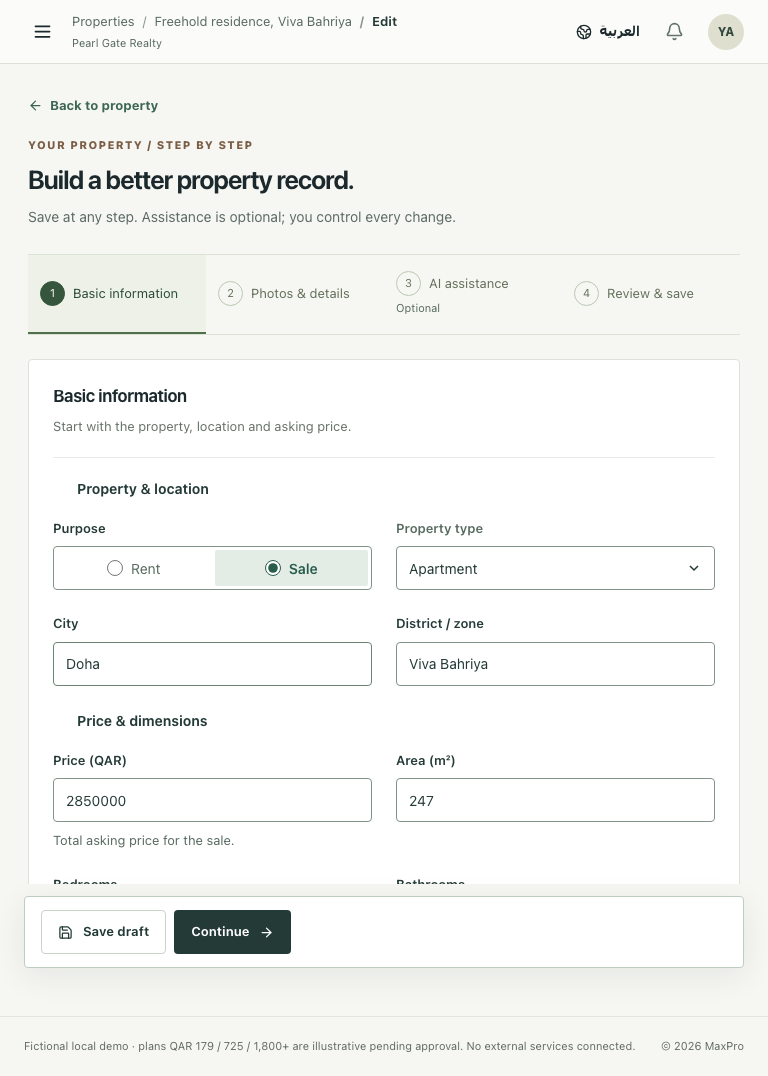 Properties / Freehold residence, Viva Bahriya / Edit
Pearl Gate Realty
العربية
YA
Back to property
YOUR PROPERTY / STEP BY STEP
Build a better property record.
Save at any step. Assistance is optional; you control every change.
1 Basic information
2 Photos & details
3 AI assistance
Optional
4 Review & save
Basic information
Start with the property, location and asking price.
Property & location
Purpose
Property type
Rent
Sale
Apartment
City
District / zone
Doha
Viva Bahriya
Price & dimensions
Price (QAR)
Area (m²)
2850000
247
Total asking price for the sale.
Bedrooms
Bathrooms
Save draft
Continue
Fictional local demo · plans QAR 179 / 725 / 1,800+ are illustrative pending approval. No external services connected.
© 2026 MaxPro